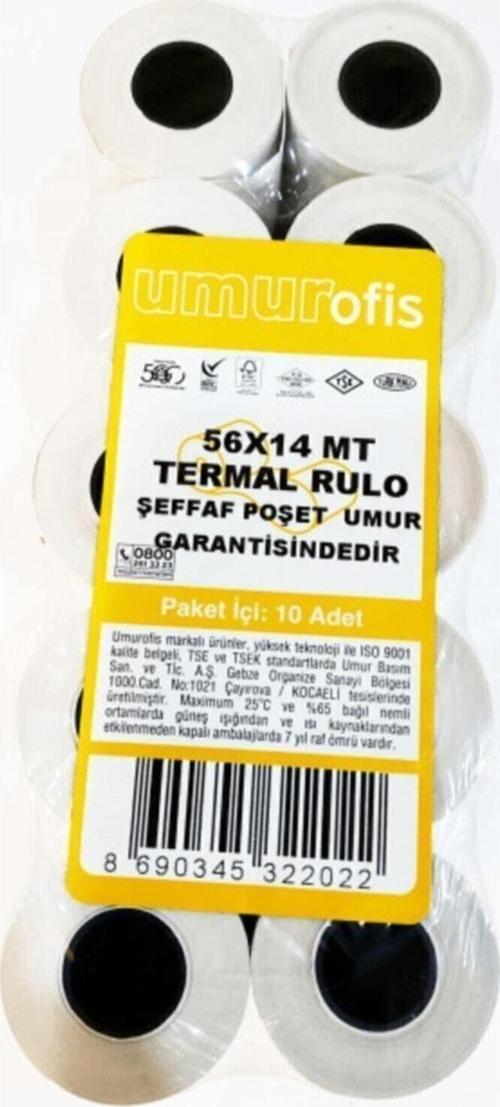 umurofis
TSEK
TÜRK MALI
56X14 MT
TERMAL RULO
ŞEFFAF POŞET UMUR
GARANTİSİNDEDİR
0800
Paket İçi: 10 Adet
Umurofis markalı ürünler, yüksek teknoloji ile ISO 9001
kalite belgeli, TSE ve TSEK standartlarda Umur Basım
San. ve Tic. A.Ş. Gebze Organize Sanayi Bölgesi
1000.Cad. No:1021 Çayırova / KOCAELİ tesislerinde
üretilmiştir. Maximum 25°C ve %65 bağıl nemli
ortamlarda güneş ışığından ve ısı kaynaklarından
etkilenmeden kapalı ambalajlarda 7 yıl raf ömrü vardır.
8 690345 322022